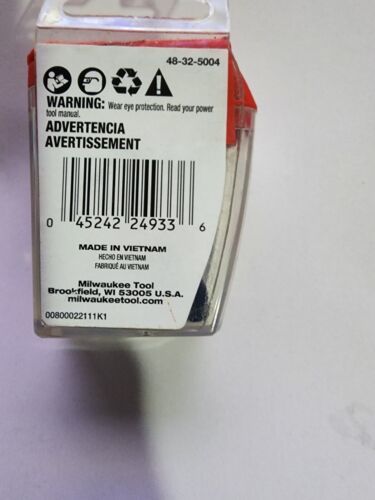 48-32-5004
WARNING: Wear eye protection. Read your power
tool manual.
ADVERTENCIA
AVERTISSEMENT
0 45242 24933 6
MADE IN VIETNAM
HECHO EN VIETNAM
FABRIQUÉ AU VIETNAM
Milwaukee Tool
Brookfield, WI 53005 U.S.A.
milwaukeetool.com
00800022111K1